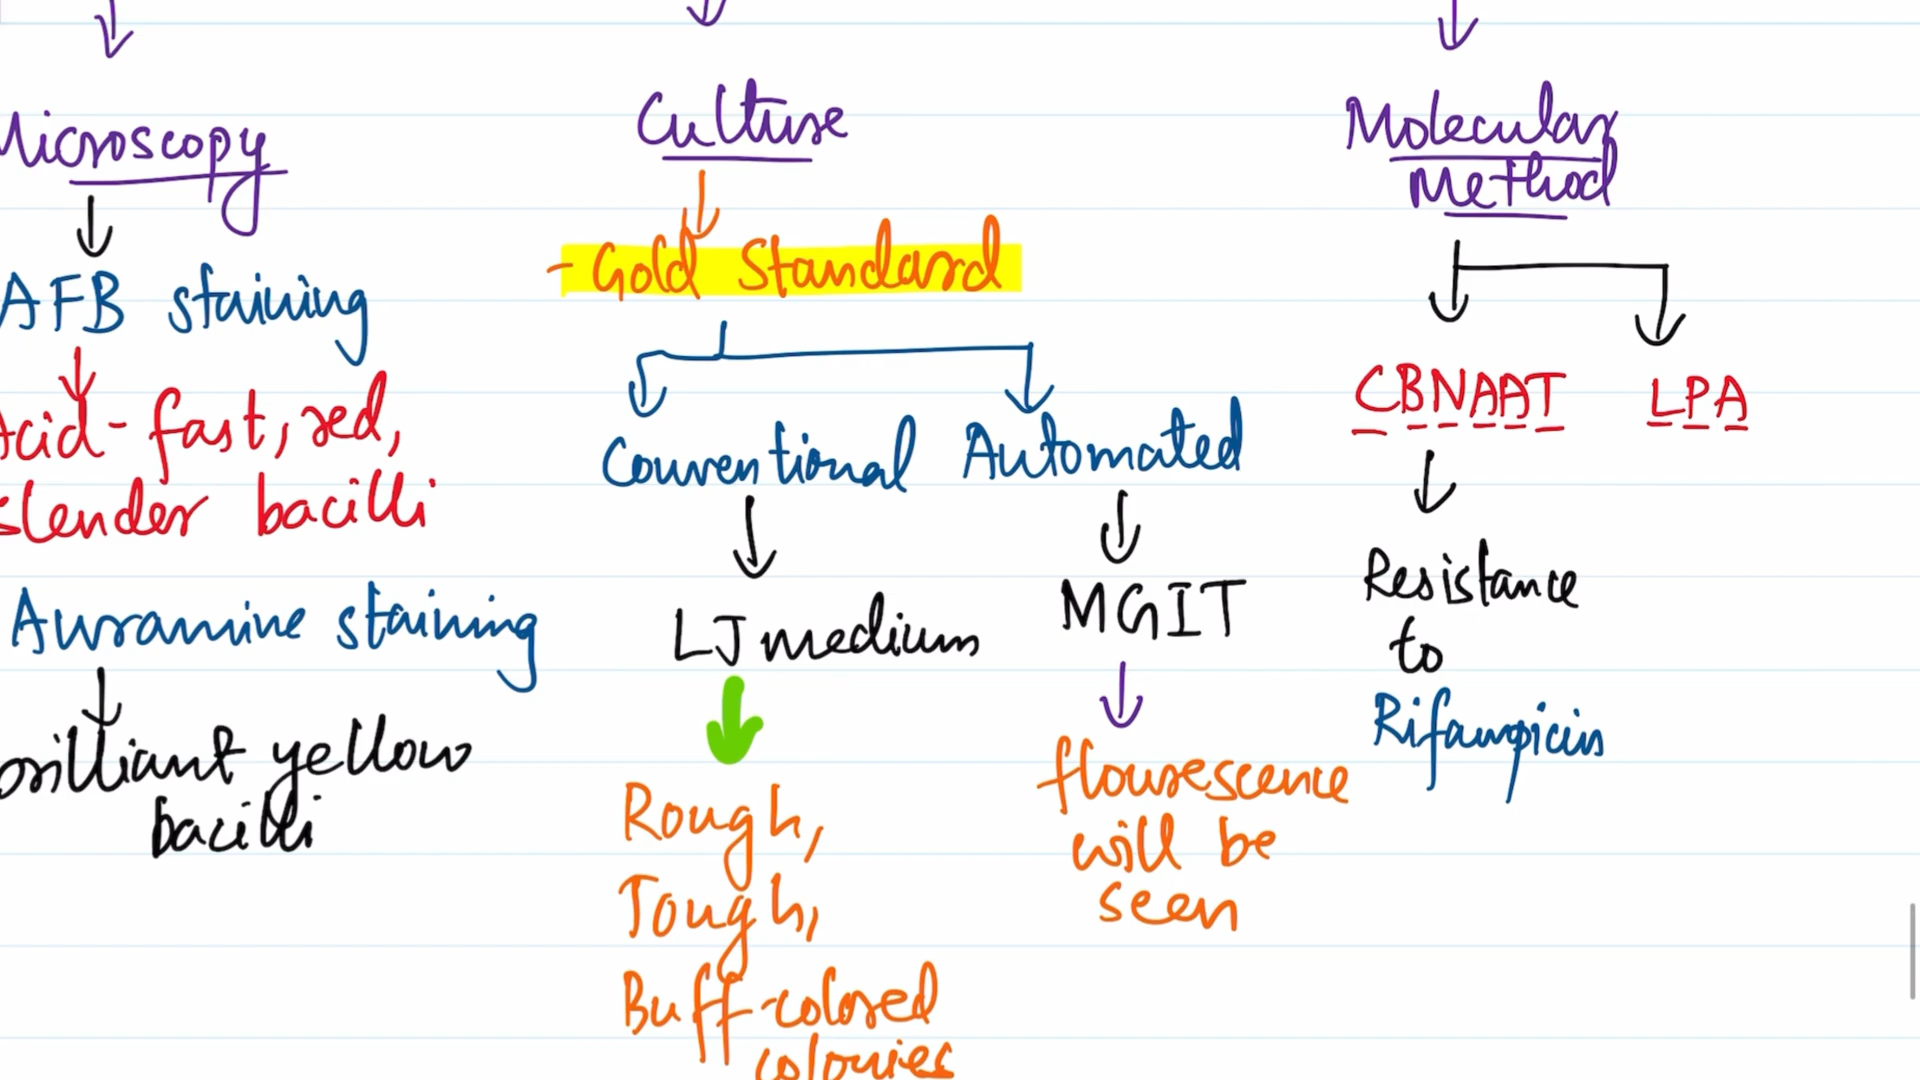 Microscopy
AFB staining
Acid-fast, red,
slender bacilli
Auramine staining
brilliant yellow
bacilli
Culture
- Gold Standard
Conventional
LJ medium
Rough,
Tough,
Buff-colored
colonies
Automated
MGIT
flourescence
will be
seen
Molecular
Method
CBNAAT
Resistance
to
Rifampicin
LPA